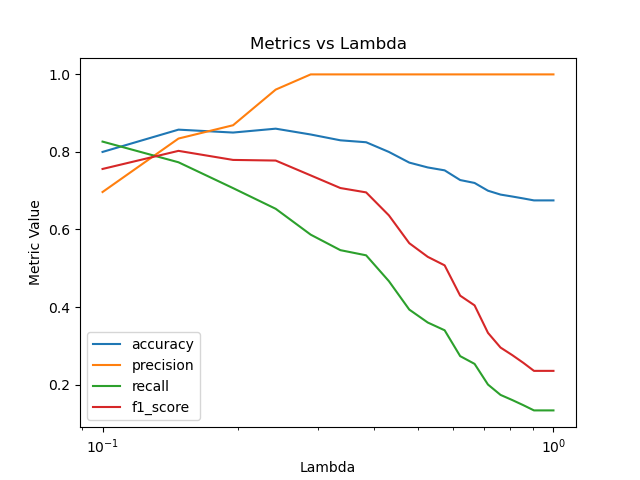 Metrics vs Lambda
1.0
0.8
0.6
0.4
0.2
Metric Value
accuracy
precision
recall
f1_score
10⁻¹
10⁰
Lambda